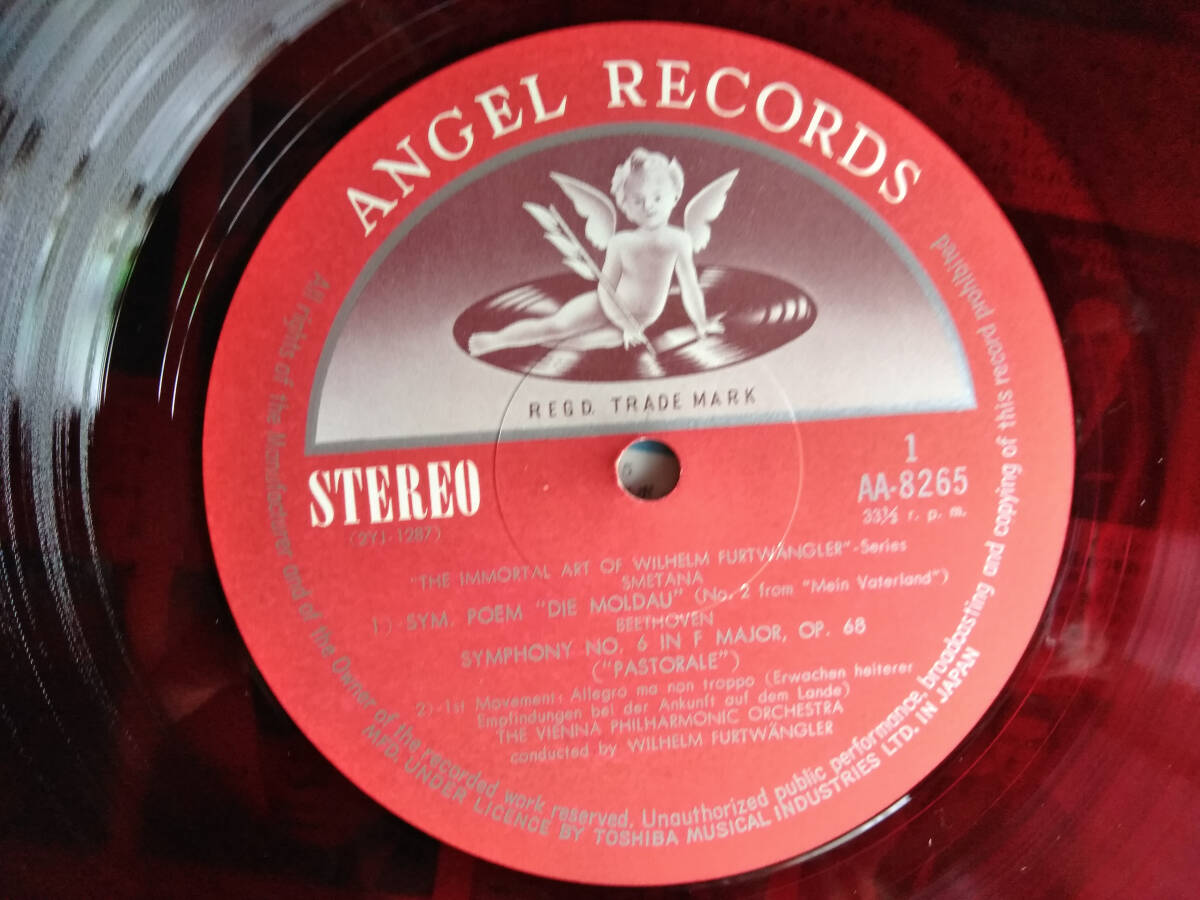 ANGEL RECORDS
REGD. TRADE MARK
STEREO
(2YJ-1287)
1
AA-8265
33⅓ r. p. m.
"THE IMMORTAL ART OF WILHELM FURTWÄNGLER"-Series
SMETANA
1)-SYM. POEM "DIE MOLDAU" (No. 2 from "Mein Vaterland")
BEETHOVEN
SYMPHONY NO. 6 IN F MAJOR, OP. 68
("PASTORALE")
2)-1st Movement: Allegro ma non troppo (Erwachen heiterer
Empfindungen bei der Ankunft auf dem Lande)
THE VIENNA PHILHARMONIC ORCHESTRA
conducted by WILHELM FURTWÄNGLER
All rights of the Manufacturer and of the Owner of the recorded work reserved. Unauthorized public performance, broadcasting and copying of this record prohibited
MFD. UNDER LICENCE BY TOSHIBA MUSICAL INDUSTRIES LTD. IN JAPAN